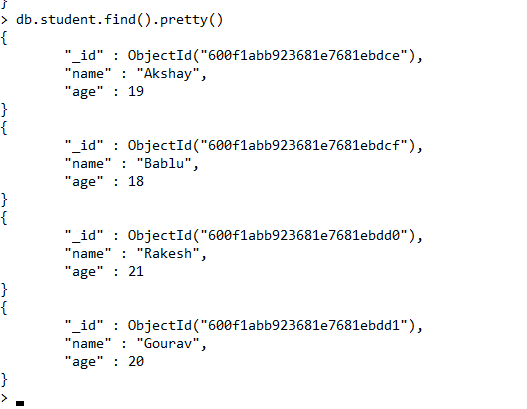 }
> db.student.find().pretty()
{
        "_id" : ObjectId("600f1abb923681e7681ebdce"),
        "name" : "Akshay",
        "age" : 19
}
{
        "_id" : ObjectId("600f1abb923681e7681ebdcf"),
        "name" : "Bablu",
        "age" : 18
}
{
        "_id" : ObjectId("600f1abb923681e7681ebdd0"),
        "name" : "Rakesh",
        "age" : 21
}
{
        "_id" : ObjectId("600f1abb923681e7681ebdd1"),
        "name" : "Gourav",
        "age" : 20
}
>